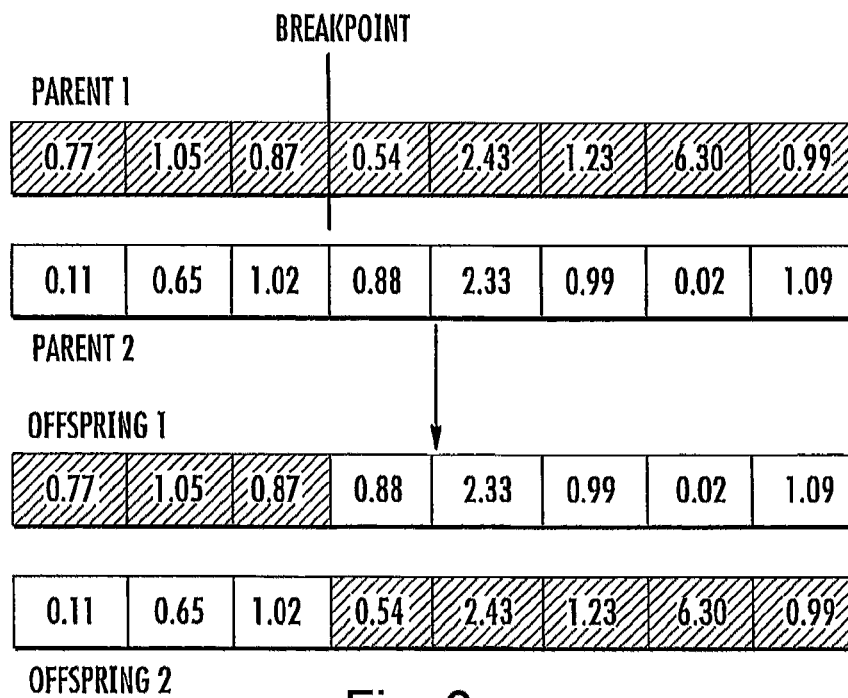 BREAKPOINT
PARENT 1
0.77 1.05 0.87 0.54 2.43 1.23 6.30 0.99
0.11 0.65 1.02 0.88 2.33 0.99 0.02 1.09
PARENT 2
OFFSPRING 1
0.77 1.05 0.87 0.88 2.33 0.99 0.02 1.09
0.11 0.65 1.02 0.54 2.43 1.23 6.30 0.99
OFFSPRING 2